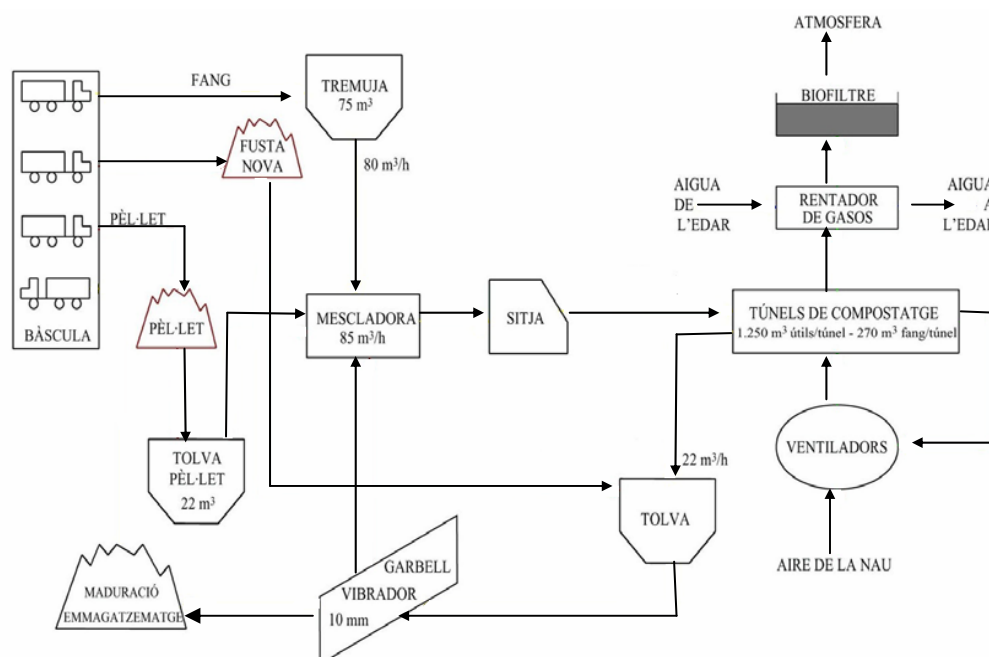 ATMOSFERA
FANG
TREMUJA
75 m³
BIOFILTRE
FUSTA
NOVA
80 m³/h
AIGUA
DE
L'EDAR
RENTADOR
DE GASOS
AIGUA
A
L'EDAR
PÈL·LET
PÈL·LET
BÀSCULA
MESCLADORA
85 m³/h
SITJA
TÚNELS DE COMPOSTATGE
1.250 m³ útils/túnel - 270 m³ fang/túnel
TOLVA
PÈL·LET
22 m³
22 m³/h
VENTILADORS
TOLVA
AIRE DE LA NAU
GARBELL
VIBRADOR
10 mm
MADURACIÓ
EMMAGATZEMATGE